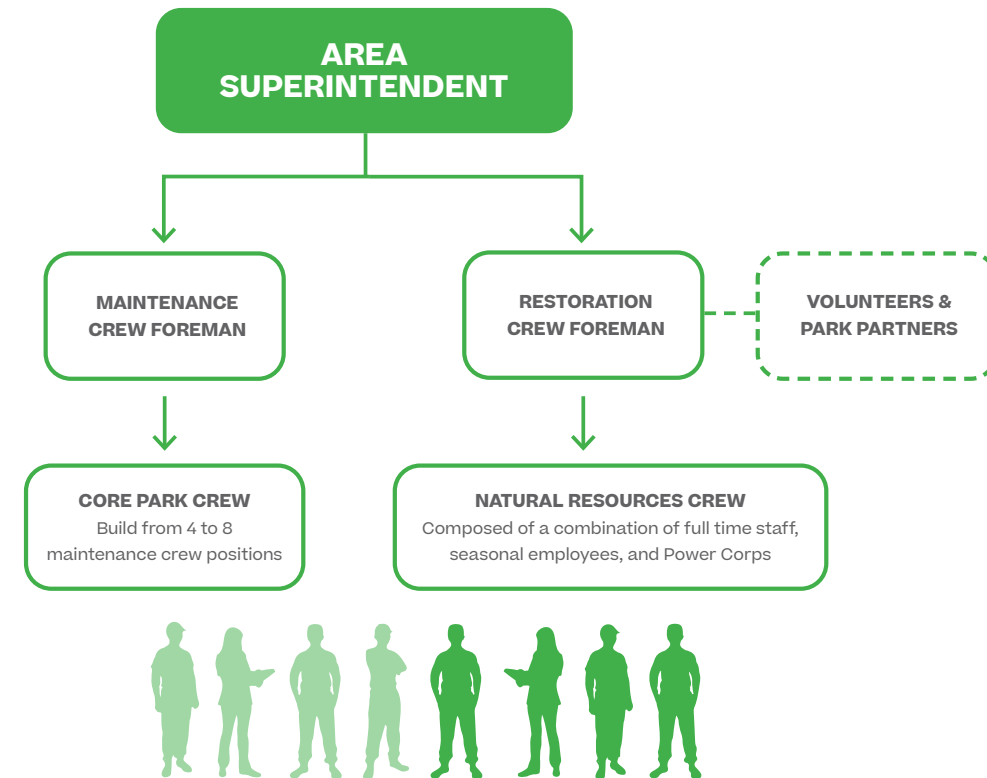 AREA
SUPERINTENDENT
MAINTENANCE
CREW FOREMAN
RESTORATION
CREW FOREMAN
VOLUNTEERS &
PARK PARTNERS
CORE PARK CREW
Build from 4 to 8
maintenance crew positions
NATURAL RESOURCES CREW
Composed of a combination of full time staff,
seasonal employees, and Power Corps